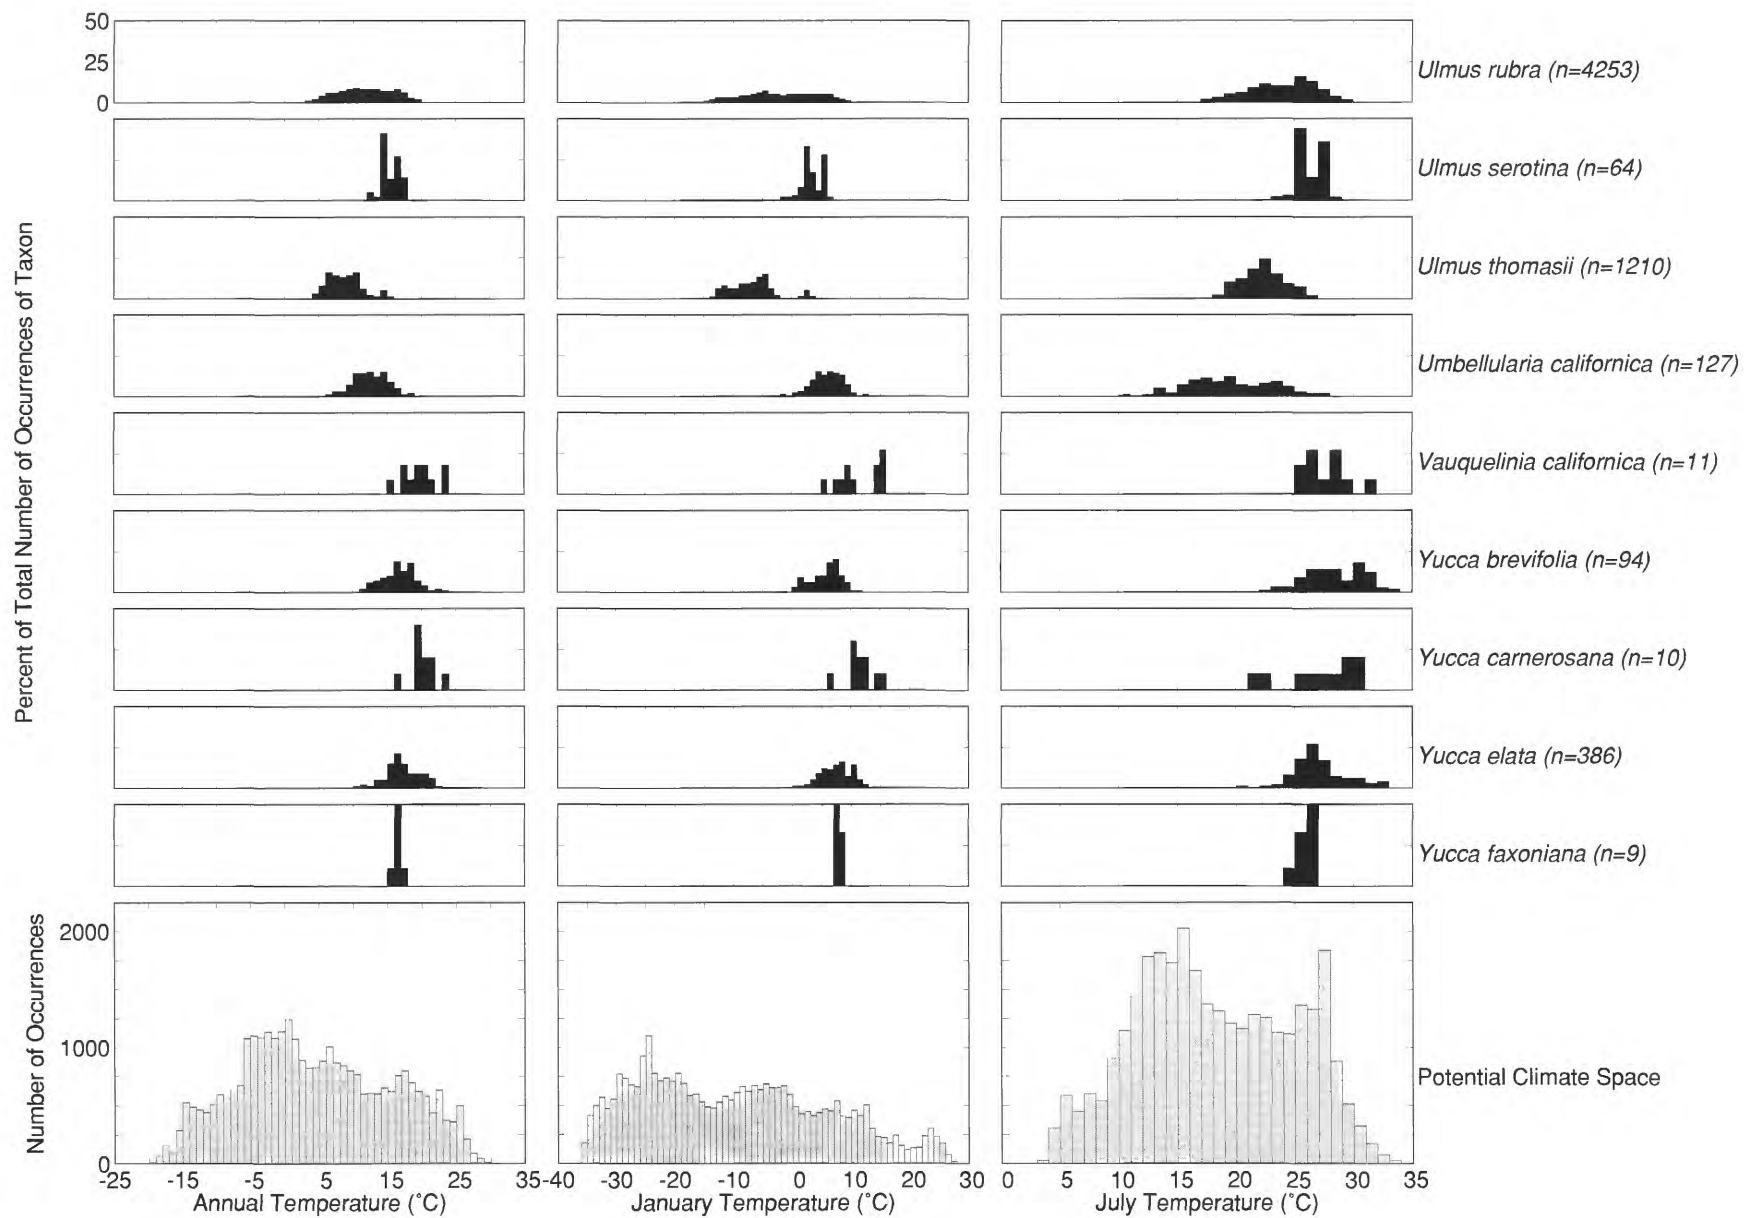 50
25
0
Ulmus rubra (n=4253)
Ulmus serotina (n=64)
Ulmus thomasii (n=1210)
Umbellularia californica (n=127)
Vauquelinia californica (n=11)
Yucca brevifolia (n=94)
Yucca carnerosana (n=10)
Yucca elata (n=386)
Yucca faxoniana (n=9)
Percent of Total Number of Occurrences of Taxon
Number of Occurrences
2000
1000
0
Potential Climate Space
-25 -15 -5 5 15 25 35
-40 -30 -20 -10 0 10 20 30
0 5 10 15 20 25 30 35
Annual Temperature (°C)
January Temperature (°C)
July Temperature (°C)